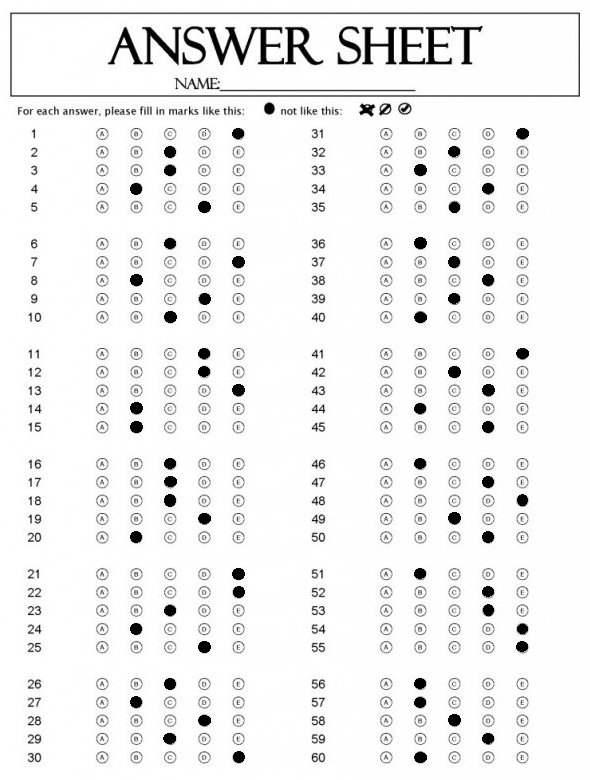 ANSWER SHEET
NAME:
For each answer, please fill in marks like this: not like this:
1 A B C D 31 A B C D
2 A B D E 32 A B D E
3 A B D E 33 A C D E
4 A C D E 34 A B C E
5 A B C E 35 A B D E
6 A B D E 36 A C D E
7 A B C D 37 A B D E
8 A C D E 38 A B C E
9 A B C E 39 A B D E
10 A B D E 40 A C D E
11 A B C E 41 A B C D
12 A B C E 42 A B D E
13 A B C D 43 A B C E
14 A C D E 44 A C D E
15 A C D E 45 A B C E
16 A B D E 46 A C D E
17 A B D E 47 A B C E
18 A B D E 48 A B C D
19 A B C E 49 A B D E
20 A C D E 50 A B C E
21 A B C D 51 A C D E
22 A B C D 52 A B C E
23 A B D E 53 A B C E
24 A C D E 54 A B C D
25 A B C E 55 A B C D
26 A B D E 56 A C D E
27 A C D E 57 A C D E
28 A B C E 58 A B D E
29 A B D E 59 A B C E
30 A B C D 60 A C D E